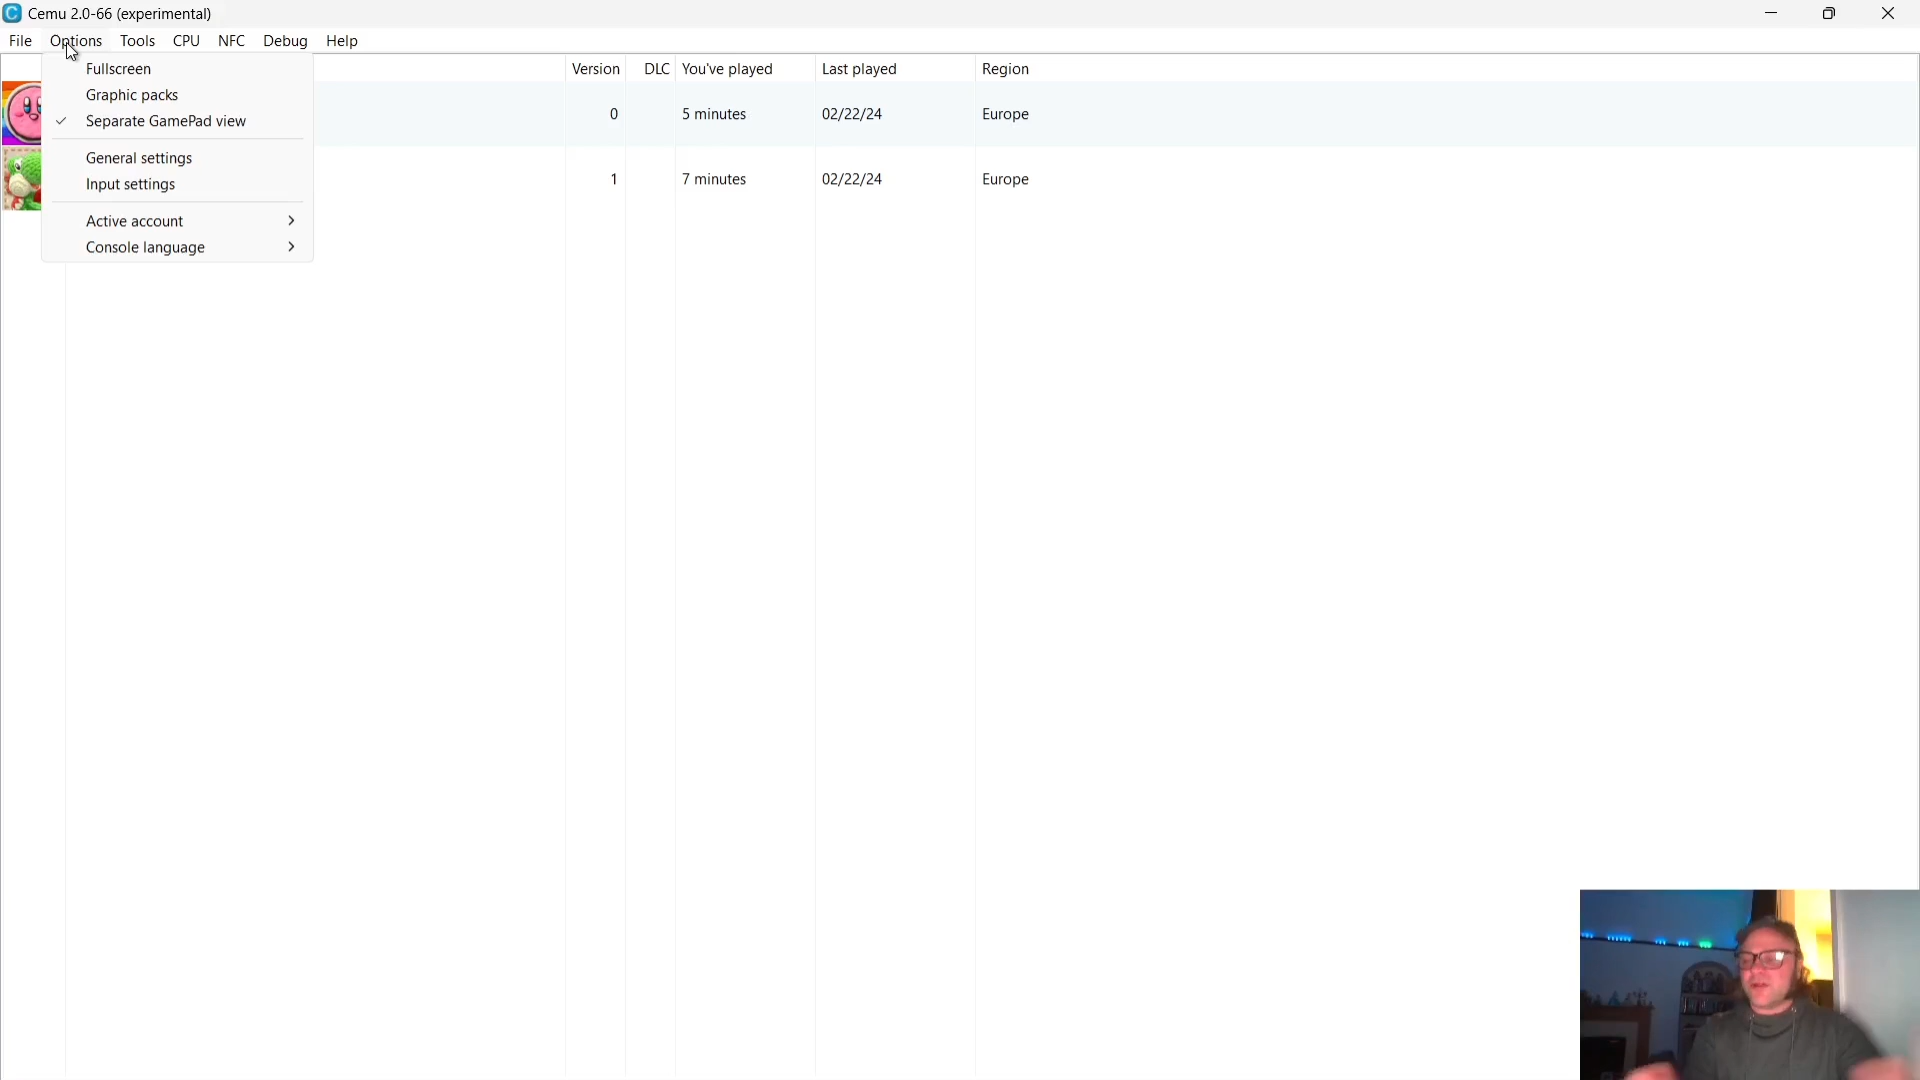 Cemu 2.0-66 (experimental)
File Options Tools CPU NFC Debug Help
Fullscreen
Graphic packs
Separate GamePad view
General settings
Input settings
Active account
Console language
Version DLC You've played Last played Region
0 5 minutes 02/22/24 Europe
1 7 minutes 02/22/24 Europe